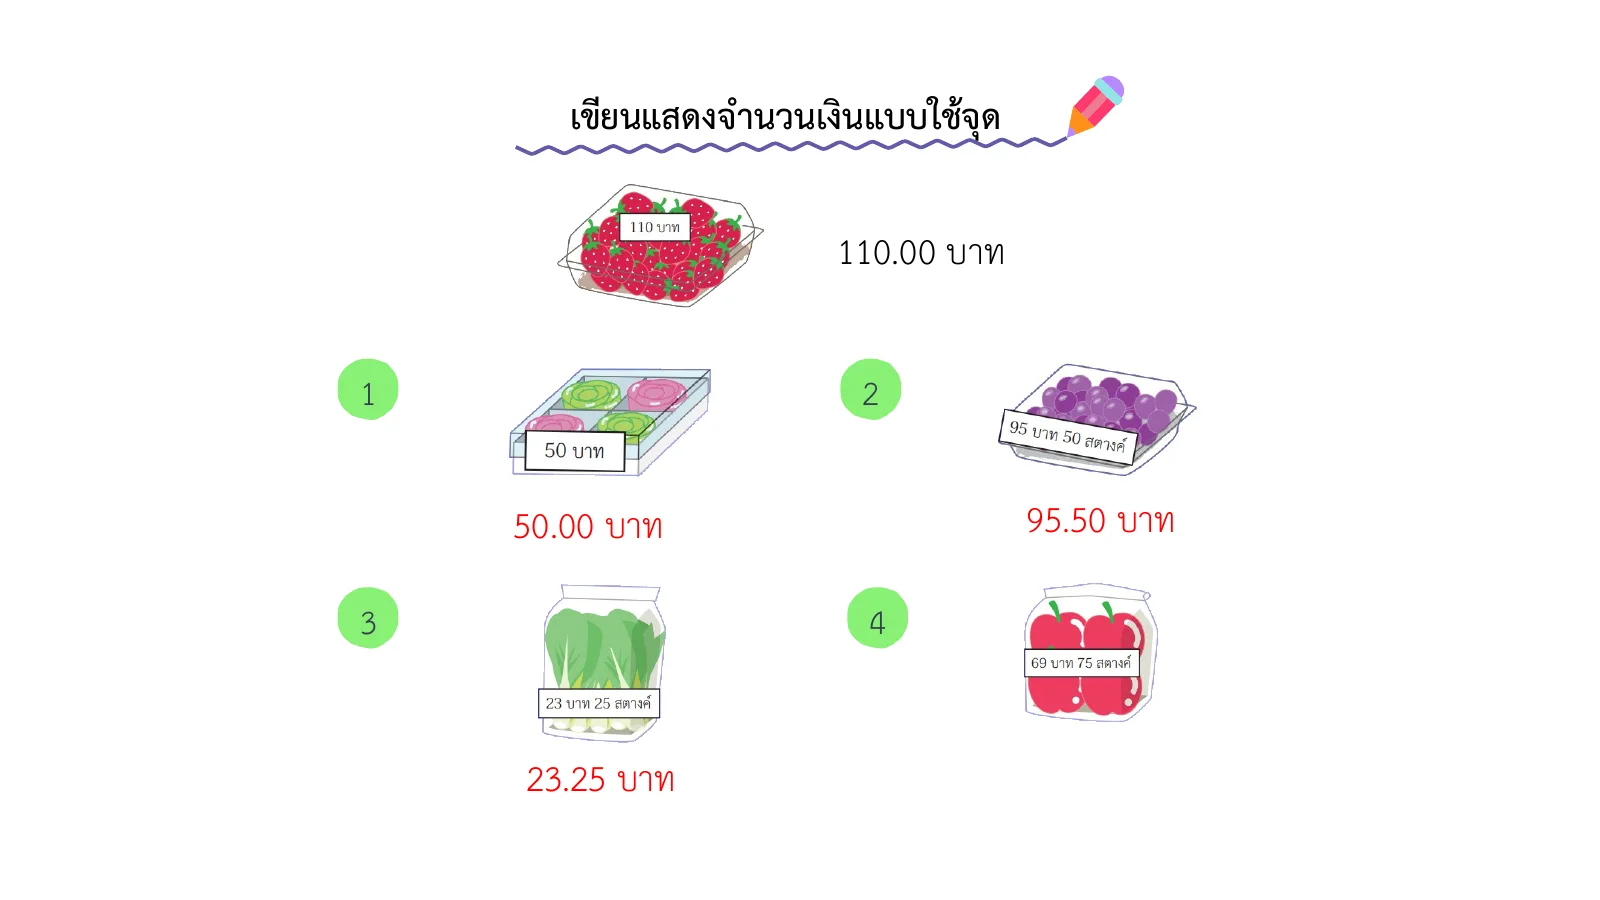 เขียนแสดงจำนวนเงินแบบใช้จุด
110 บาท
110.00 บาท
1
50 บาท
50.00 บาท
2
95 บาท 50 สตางค์
95.50 บาท
3
23 บาท 25 สตางค์
23.25 บาท
4
69 บาท 75 สตางค์